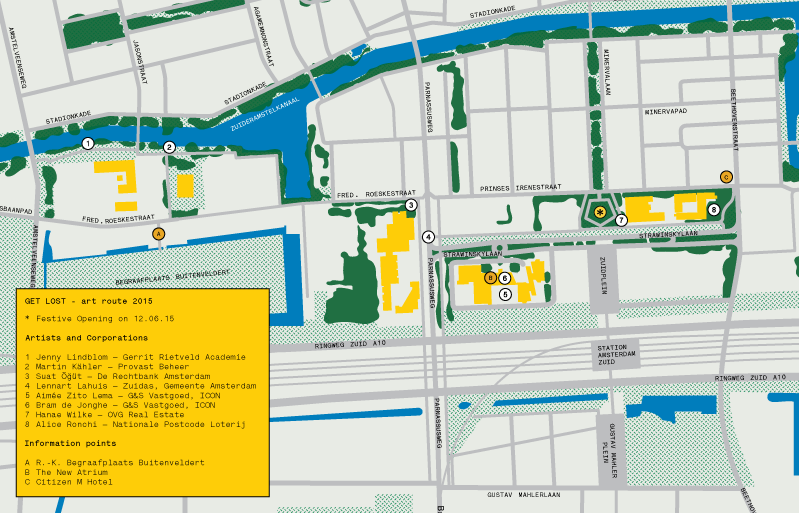 STADIONKADE
AMSTELVEENSEWEG
JASONSTRAAT
AGAMEMNONSTRAAT
STADIONKADE
STADIONKADE
ZUIDERAMSTELKANAAL
PARNASSUSWEG
MINERVALAAN
MINERVAPAD
BEETHOVENSTRAAT
1
2
C
SBAANPAD
FRED. ROESKESTRAAT
FRED. ROESKESTRAAT
PRINSES IRENESTRAAT
3
*
7
8
A
4
STRAWINSKYLAAN
STRAWINSKYLAAN
AMSTELVEENSEWEG
BEGRAAFPLAATS BUITENVELDERT
PARNASSUSWEG
B
6
5
ZUIDPLEIN
GET LOST - art route 2015
* Festive Opening on 12.06.15
Artists and Corporations
1 Jenny Lindblom – Gerrit Rietveld Academie
2 Martin Kähler – Provast Beheer
3 Suat Öğüt – De Rechtbank Amsterdam
4 Lennart Lahuis – Zuidas, Gemeente Amsterdam
5 Aimée Zito Lema – G&S Vastgoed, ICON
6 Bram de Jonghe – G&S Vastgoed, ICON
7 Hanae Wilke – OVG Real Estate
8 Alice Ronchi – Nationale Postcode Loterij
Information points
A R.-K. Begraafplaats Buitenveldert
B The New Atrium
C Citizen M Hotel
RINGWEG ZUID A10
STATION
AMSTERDAM
ZUID
RINGWEG ZUID A10
PARNASSUSWEG
GUSTAV MAHLER
PLEIN
GUSTAV MAHLERLAAN